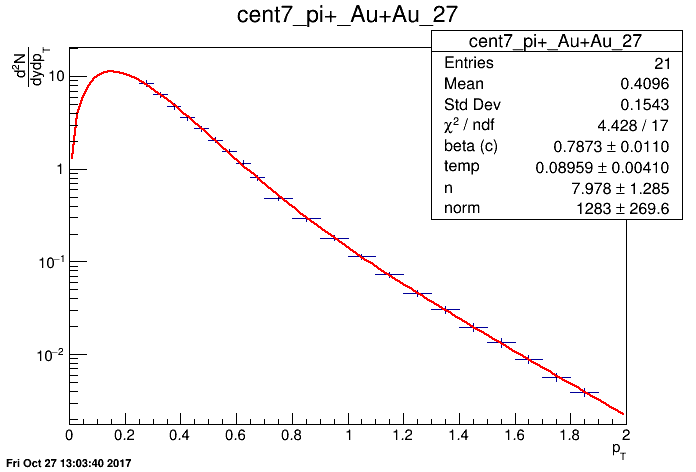 cent7_pi+_Au+Au_27
cent7_pi+_Au+Au_27
Entries 21
Mean 0.4096
Std Dev 0.1543
χ² / ndf 4.428 / 17
beta (c) 0.7873 ± 0.0110
temp 0.08959 ± 0.00410
n 7.978 ± 1.285
norm 1283 ± 269.6
d²N
dydp_T
10
1
10⁻¹
10⁻²
0 0.2 0.4 0.6 0.8 1 1.2 1.4 1.6 1.8 2
p_T
Fri Oct 27 13:03:40 2017